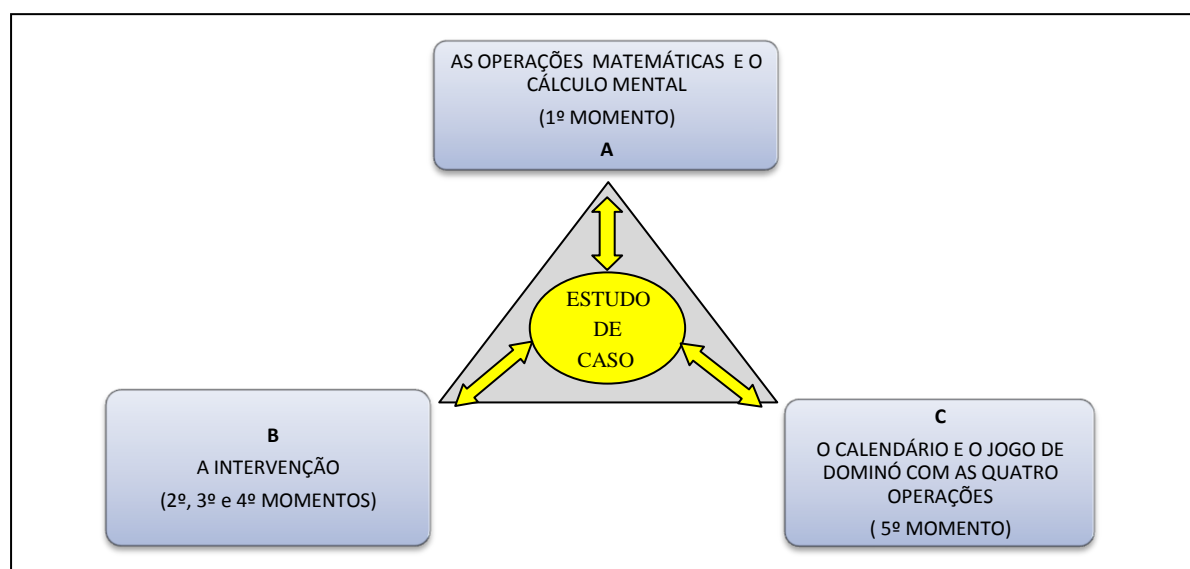 AS OPERAÇÕES MATEMÁTICAS E O
CÁLCULO MENTAL
(1º MOMENTO)
A
ESTUDO
DE
CASO
B
A INTERVENÇÃO
(2º, 3º e 4º MOMENTOS)
C
O CALENDÁRIO E O JOGO DE
DOMINÓ COM AS QUATRO
OPERAÇÕES
( 5º MOMENTO)